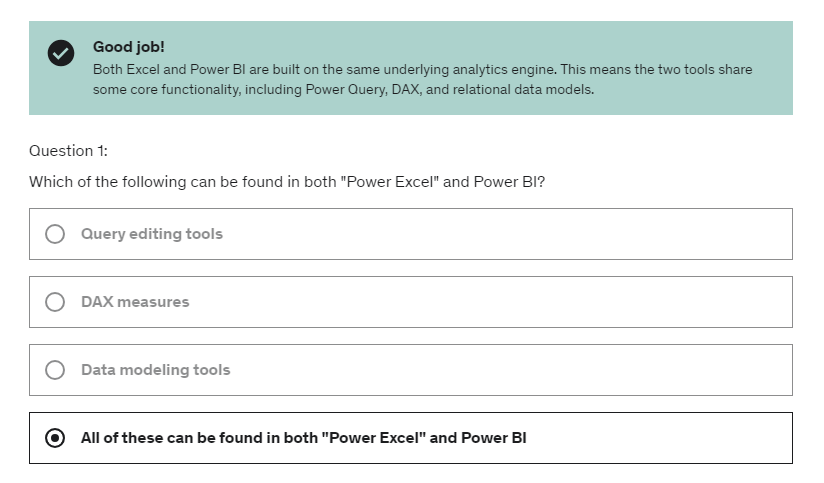 Good job!
Both Excel and Power BI are built on the same underlying analytics engine. This means the two tools share
some core functionality, including Power Query, DAX, and relational data models.
Question 1:
Which of the following can be found in both "Power Excel" and Power BI?
Query editing tools
DAX measures
Data modeling tools
All of these can be found in both "Power Excel" and Power BI